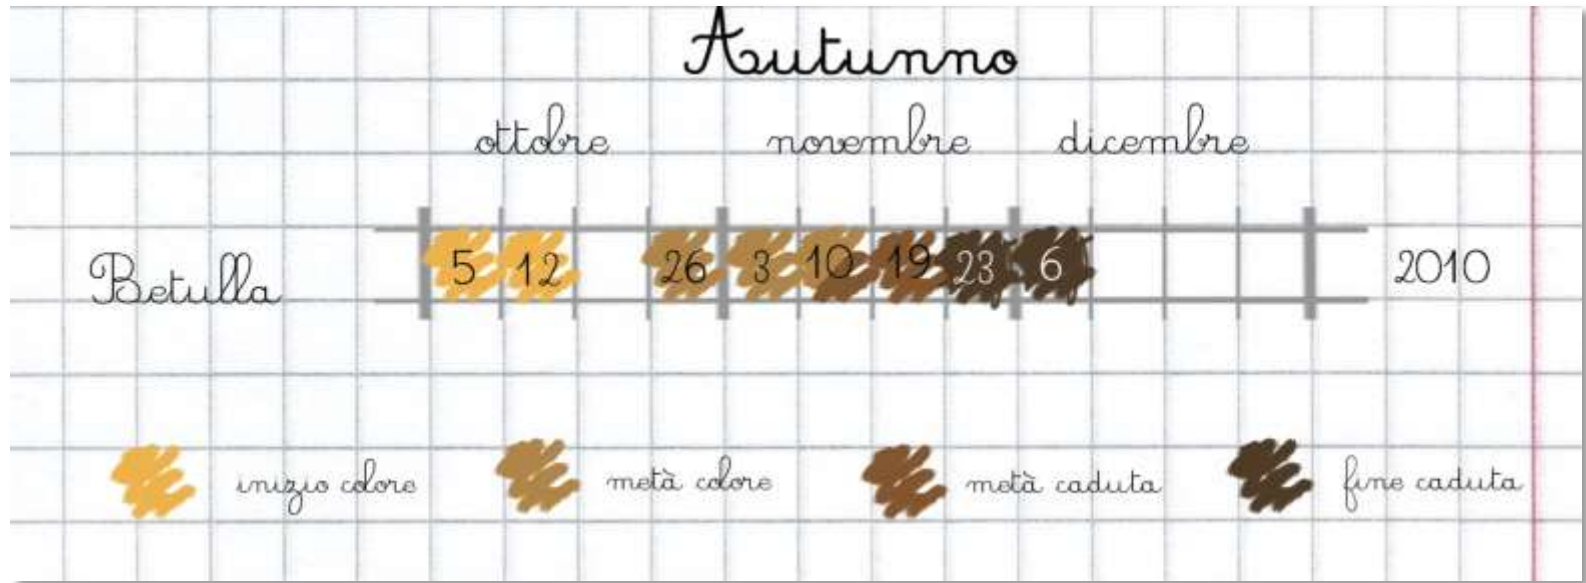 Autunno
ottobre novembre dicembre
Betulla 5 12 26 3 10 19 23 6 2010
inizio colore metà colore metà caduta fine caduta